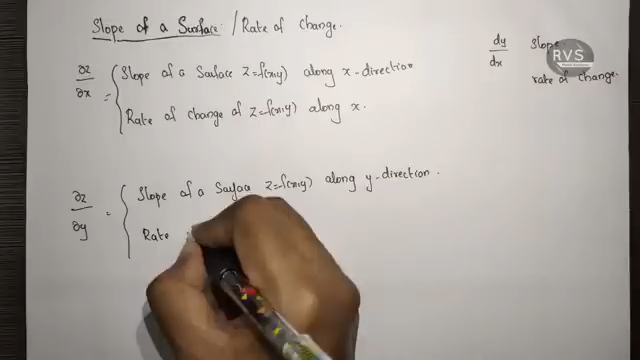 Slope of a Surface / Rate of change.
dy/dx Slope
rate of change.
RVS
∂z/∂x = { Slope of a Surface z=f(x,y) along x-direction
Rate of change of z=f(x,y) along x.
∂z/∂y = { Slope of a Surface z=f(x,y) along y-direction.
Rate